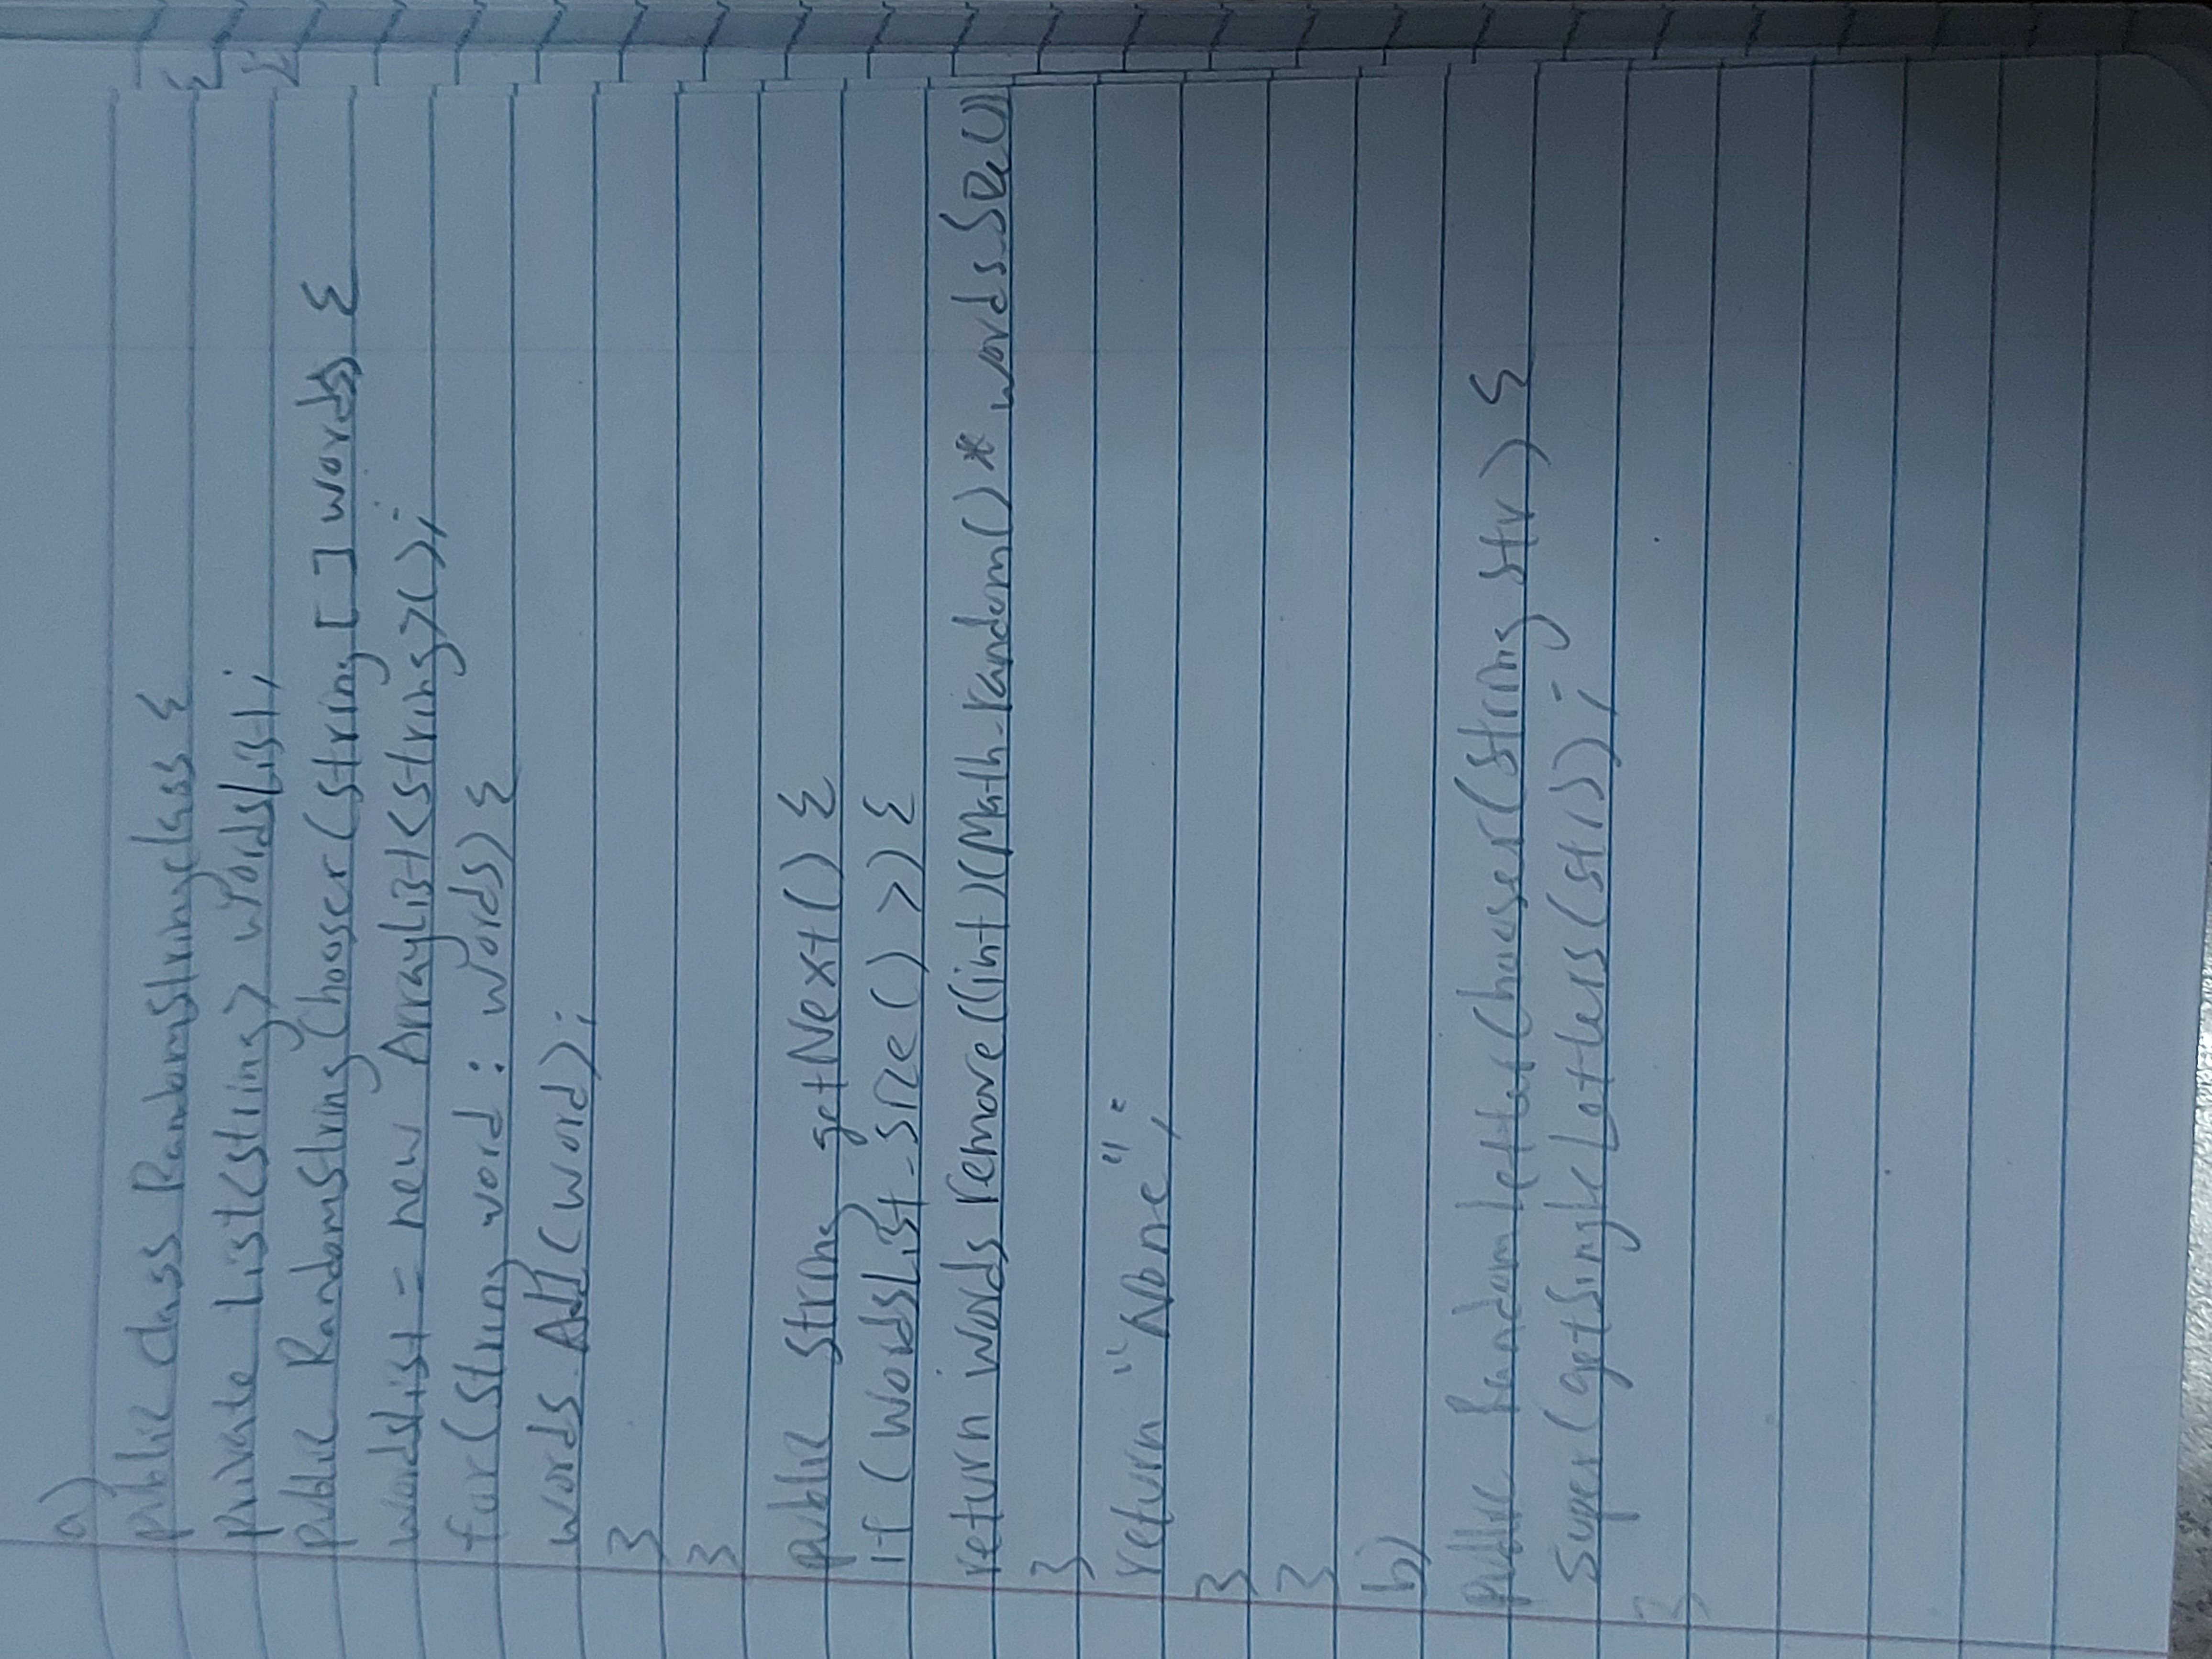 a)
public class RandomStringclass {
private List<string> wordsList;
public RandomStringChooser(string [ ] words) {
wordslist = new ArrayList<string>();
for(String word : words) {
words.Add(word);
}
}
public String getNext() {
if (wordsList.size() >) {
return words.remove((int)(Math.random() * words.Size()
}
return "None";
}
}
b)
public RandomLetterChooser(String str) {
super(getSingleLetters(str));
}